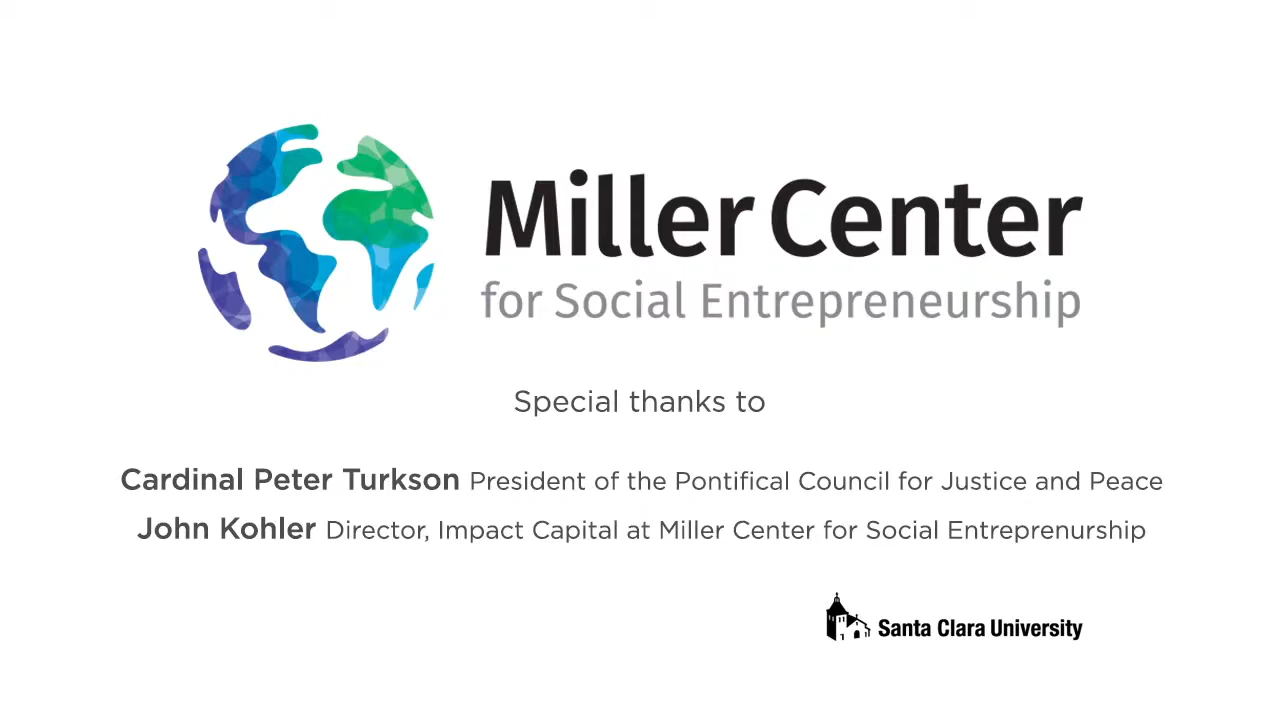 Miller Center
for Social Entrepreneurship
Special thanks to
Cardinal Peter Turkson President of the Pontifical Council for Justice and Peace
John Kohler Director, Impact Capital at Miller Center for Social Entreprenurship
Santa Clara University